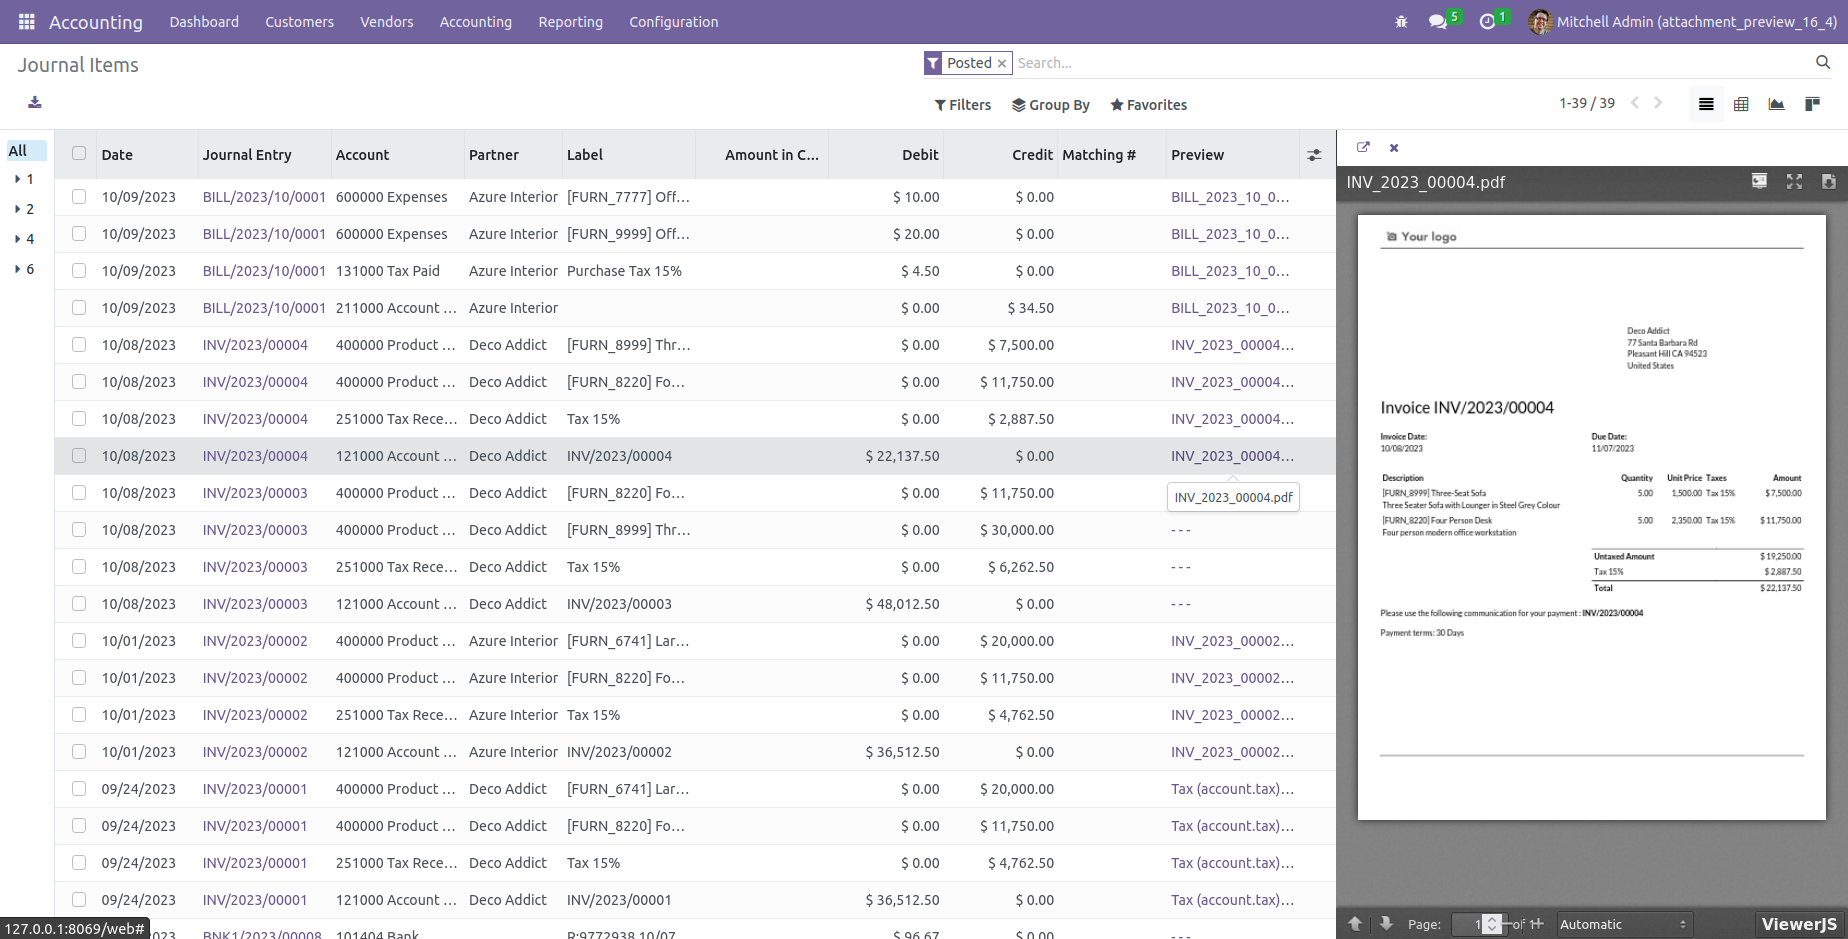 Accounting Dashboard Customers Vendors Accounting Reporting Configuration 5 1 Mitchell Admin (attachment_preview_16_4)
Journal Items
Posted × Search...
Filters Group By Favorites 1-39 / 39
All
1
2
4
6
Date Journal Entry Account Partner Label Amount in C... Debit Credit Matching # Preview
10/09/2023 BILL/2023/10/0001 600000 Expenses Azure Interior [FURN_7777] Off... $ 10.00 $ 0.00 BILL_2023_10_0...
10/09/2023 BILL/2023/10/0001 600000 Expenses Azure Interior [FURN_9999] Off... $ 20.00 $ 0.00 BILL_2023_10_0...
10/09/2023 BILL/2023/10/0001 131000 Tax Paid Azure Interior Purchase Tax 15% $ 4.50 $ 0.00 BILL_2023_10_0...
10/09/2023 BILL/2023/10/0001 211000 Account ... Azure Interior $ 0.00 $ 34.50 BILL_2023_10_0...
10/08/2023 INV/2023/00004 400000 Product ... Deco Addict [FURN_8999] Thr... $ 0.00 $ 7,500.00 INV_2023_00004...
10/08/2023 INV/2023/00004 400000 Product ... Deco Addict [FURN_8220] Fo... $ 0.00 $ 11,750.00 INV_2023_00004...
10/08/2023 INV/2023/00004 251000 Tax Rece... Deco Addict Tax 15% $ 0.00 $ 2,887.50 INV_2023_00004...
10/08/2023 INV/2023/00004 121000 Account ... Deco Addict INV/2023/00004 $ 22,137.50 $ 0.00 INV_2023_00004...
10/08/2023 INV/2023/00003 400000 Product ... Deco Addict [FURN_8220] Fo... $ 0.00 $ 11,750.00
INV_2023_00004.pdf
10/08/2023 INV/2023/00003 400000 Product ... Deco Addict [FURN_8999] Thr... $ 0.00 $ 30,000.00 ---
10/08/2023 INV/2023/00003 251000 Tax Rece... Deco Addict Tax 15% $ 0.00 $ 6,262.50 ---
10/08/2023 INV/2023/00003 121000 Account ... Deco Addict INV/2023/00003 $ 48,012.50 $ 0.00 ---
10/01/2023 INV/2023/00002 400000 Product ... Azure Interior [FURN_6741] Lar... $ 0.00 $ 20,000.00 INV_2023_00002...
10/01/2023 INV/2023/00002 400000 Product ... Azure Interior [FURN_8220] Fo... $ 0.00 $ 11,750.00 INV_2023_00002...
10/01/2023 INV/2023/00002 251000 Tax Rece... Azure Interior Tax 15% $ 0.00 $ 4,762.50 INV_2023_00002...
10/01/2023 INV/2023/00002 121000 Account ... Azure Interior INV/2023/00002 $ 36,512.50 $ 0.00 INV_2023_00002...
09/24/2023 INV/2023/00001 400000 Product ... Deco Addict [FURN_6741] Lar... $ 0.00 $ 20,000.00 Tax (account.tax)...
09/24/2023 INV/2023/00001 400000 Product ... Deco Addict [FURN_8220] Fo... $ 0.00 $ 11,750.00 Tax (account.tax)...
09/24/2023 INV/2023/00001 251000 Tax Rece... Deco Addict Tax 15% $ 0.00 $ 4,762.50 Tax (account.tax)...
09/24/2023 INV/2023/00001 121000 Account ... Deco Addict INV/2023/00001 $ 36,512.50 $ 0.00 Tax (account.tax)...
2023 BNK1/2023/00008 101404 Bank R:9772938 10/07 $ 96.67 $ 0.00 ---
127.0.0.1:8069/web#
INV_2023_00004.pdf
Your logo
Deco Addict
77 Santa Barbara Rd
Pleasant Hill CA 94523
United States
Invoice INV/2023/00004
Invoice Date: Due Date:
10/08/2023 11/07/2023
Description Quantity Unit Price Taxes Amount
[FURN_8999] Three-Seat Sofa 5.00 1,500.00 Tax 15% $ 7,500.00
Three Seater Sofa with Lounger in Steel Grey Colour
[FURN_8220] Four Person Desk 5.00 2,350.00 Tax 15% $ 11,750.00
Four person modern office workstation
Untaxed Amount $ 19,250.00
Tax 15% $ 2,887.50
Total $ 22,137.50
Please use the following communication for your payment : INV/2023/00004
Payment terms: 30 Days
Page: 1 of 1 Automatic ViewerJS